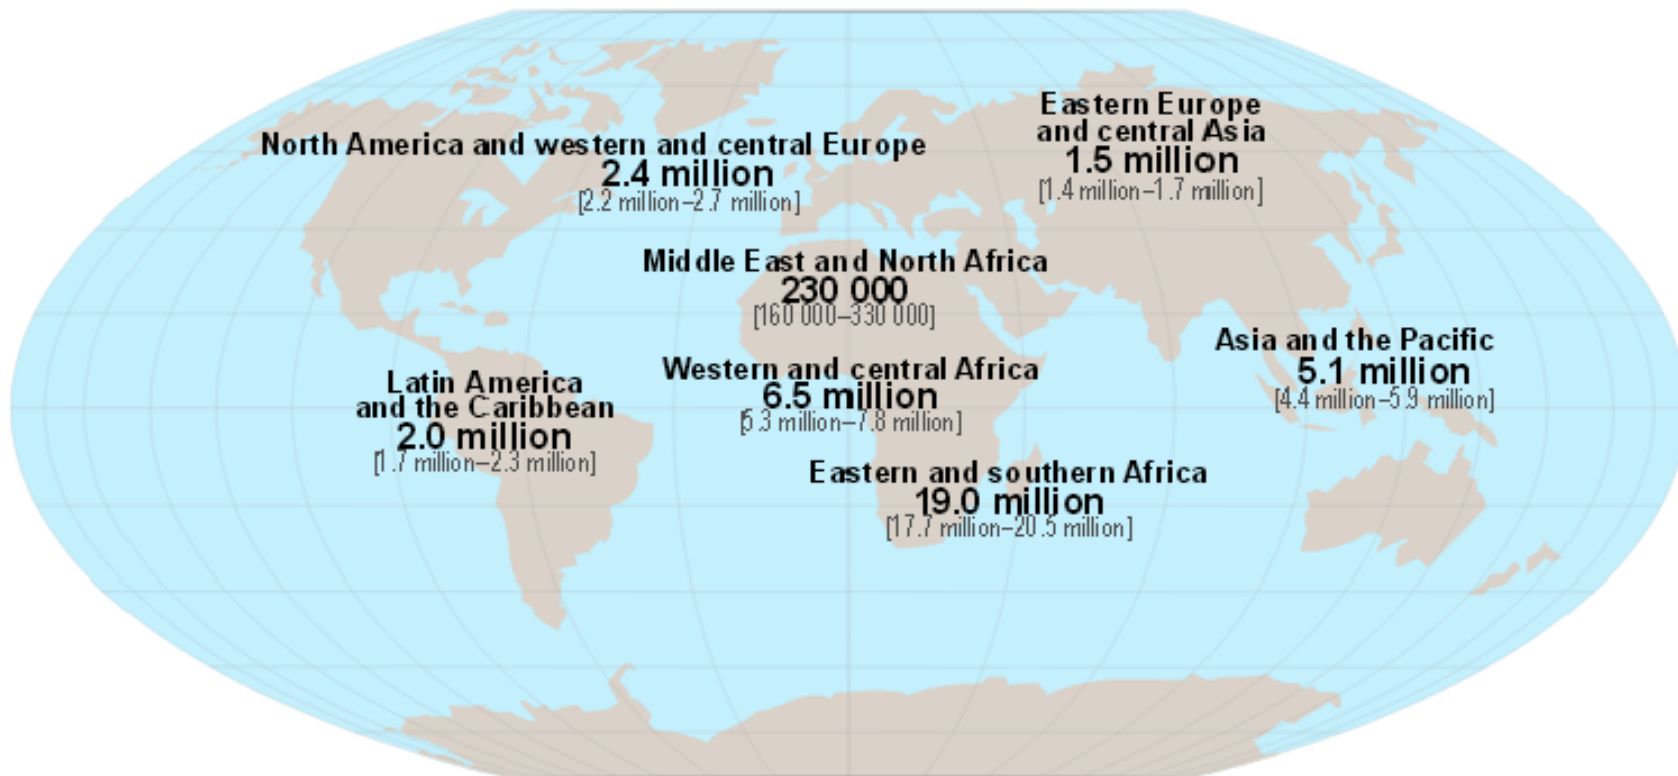 North America and western and central Europe
2.4 million
[2.2 million–2.7 million]
Eastern Europe
and central Asia
1.5 million
[1.4 million–1.7 million]
Middle East and North Africa
230 000
[160 000–330 000]
Asia and the Pacific
5.1 million
[4.4 million–5.9 million]
Western and central Africa
6.5 million
[5.3 million–7.8 million]
Latin America
and the Caribbean
2.0 million
[1.7 million–2.3 million]
Eastern and southern Africa
19.0 million
[17.7 million–20.5 million]